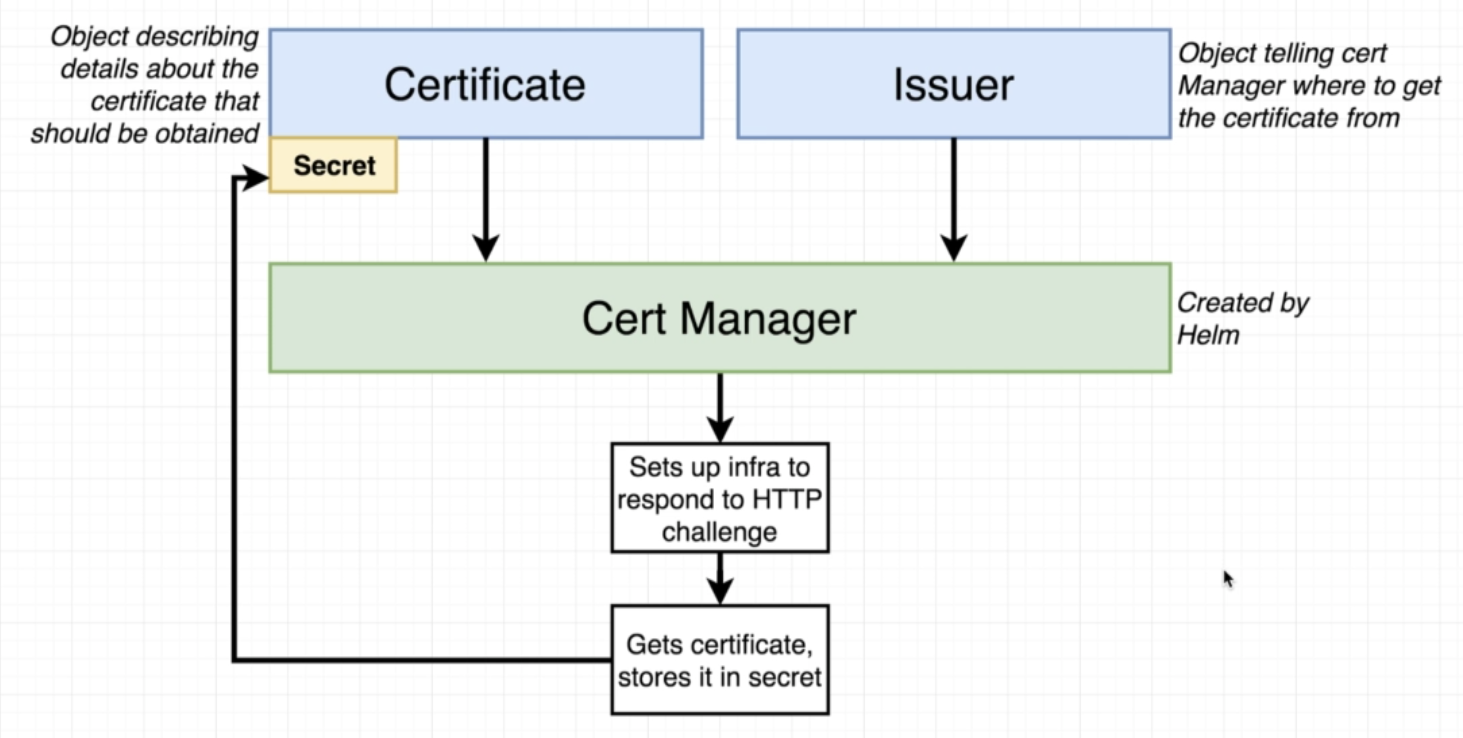 Object describing
details about the
certificate that
should be obtained
Certificate
Secret
Issuer
Object telling cert
Manager where to get
the certificate from
Cert Manager
Created by
Helm
Sets up infra to
respond to HTTP
challenge
Gets certificate,
stores it in secret